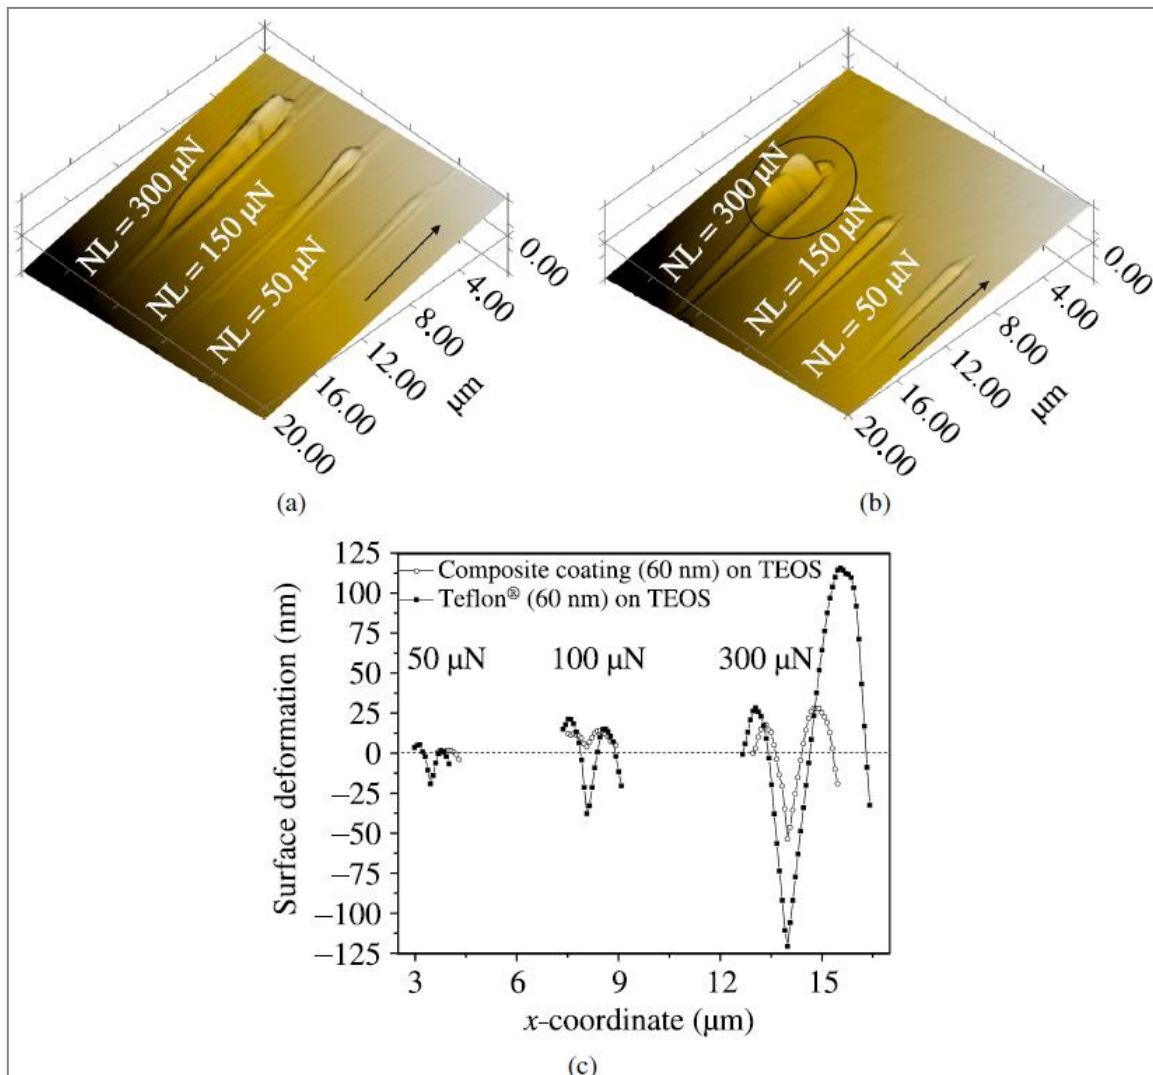 NL = 300 μN
NL = 150 μN
NL = 50 μN
0.00
4.00
8.00
12.00
16.00
20.00
μm
(a)
NL = 300 μN
NL = 150 μN
NL = 50 μN
0.00
4.00
8.00
12.00
16.00
20.00
μm
(b)
Surface deformation (nm)
125
100
75
50
25
0
−25
−50
−75
−100
−125
Composite coating (60 nm) on TEOS
Teflon® (60 nm) on TEOS
50 μN 100 μN 300 μN
3 6 9 12 15
x-coordinate (μm)
(c)